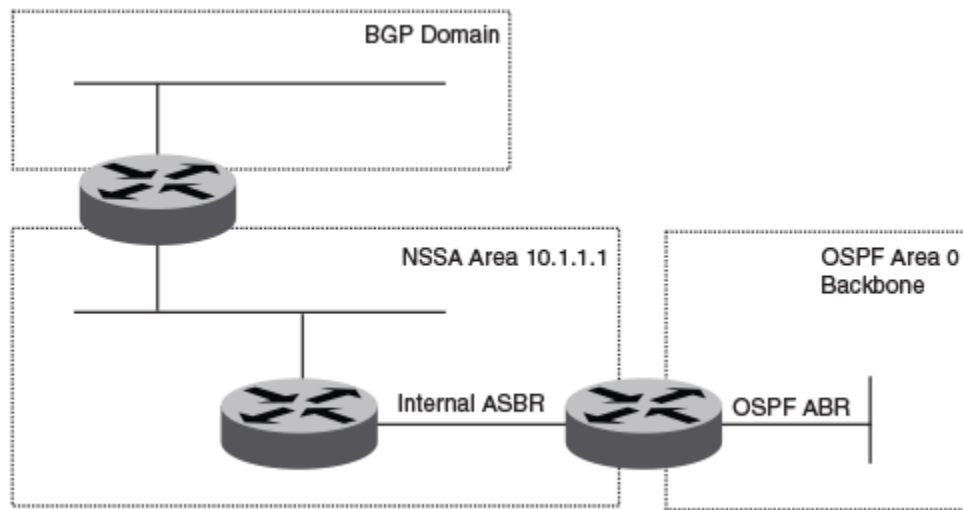 BGP Domain
NSSA Area 10.1.1.1
OSPF Area 0
Backbone
Internal ASBR
OSPF ABR